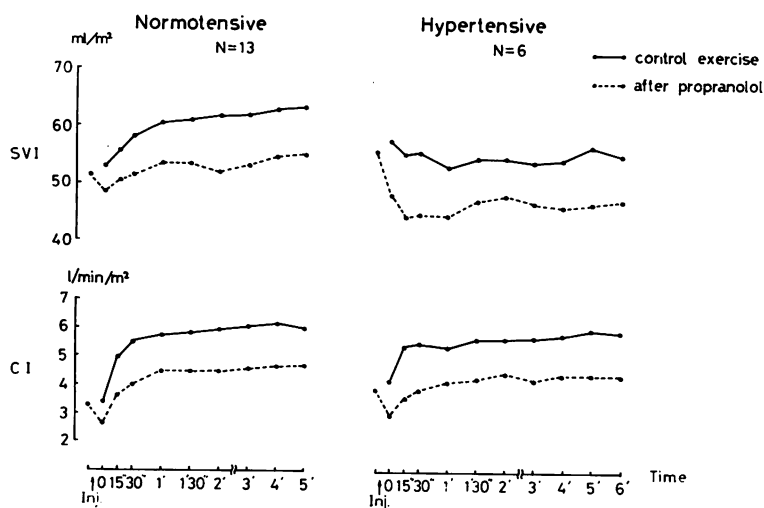 Normotensive
N=13
Hypertensive
N=6
control exercise
after propranolol
ml/m²
70
60
SVI
50
40
l/min/m²
7
6
5
CI
4
3
2
↑0 15" 30" 1' 1'30" 2' 3' 4' 5'
Inj.
↑0 15" 30" 1' 1'30" 2' 3' 4' 5' 6'
Inj.
Time